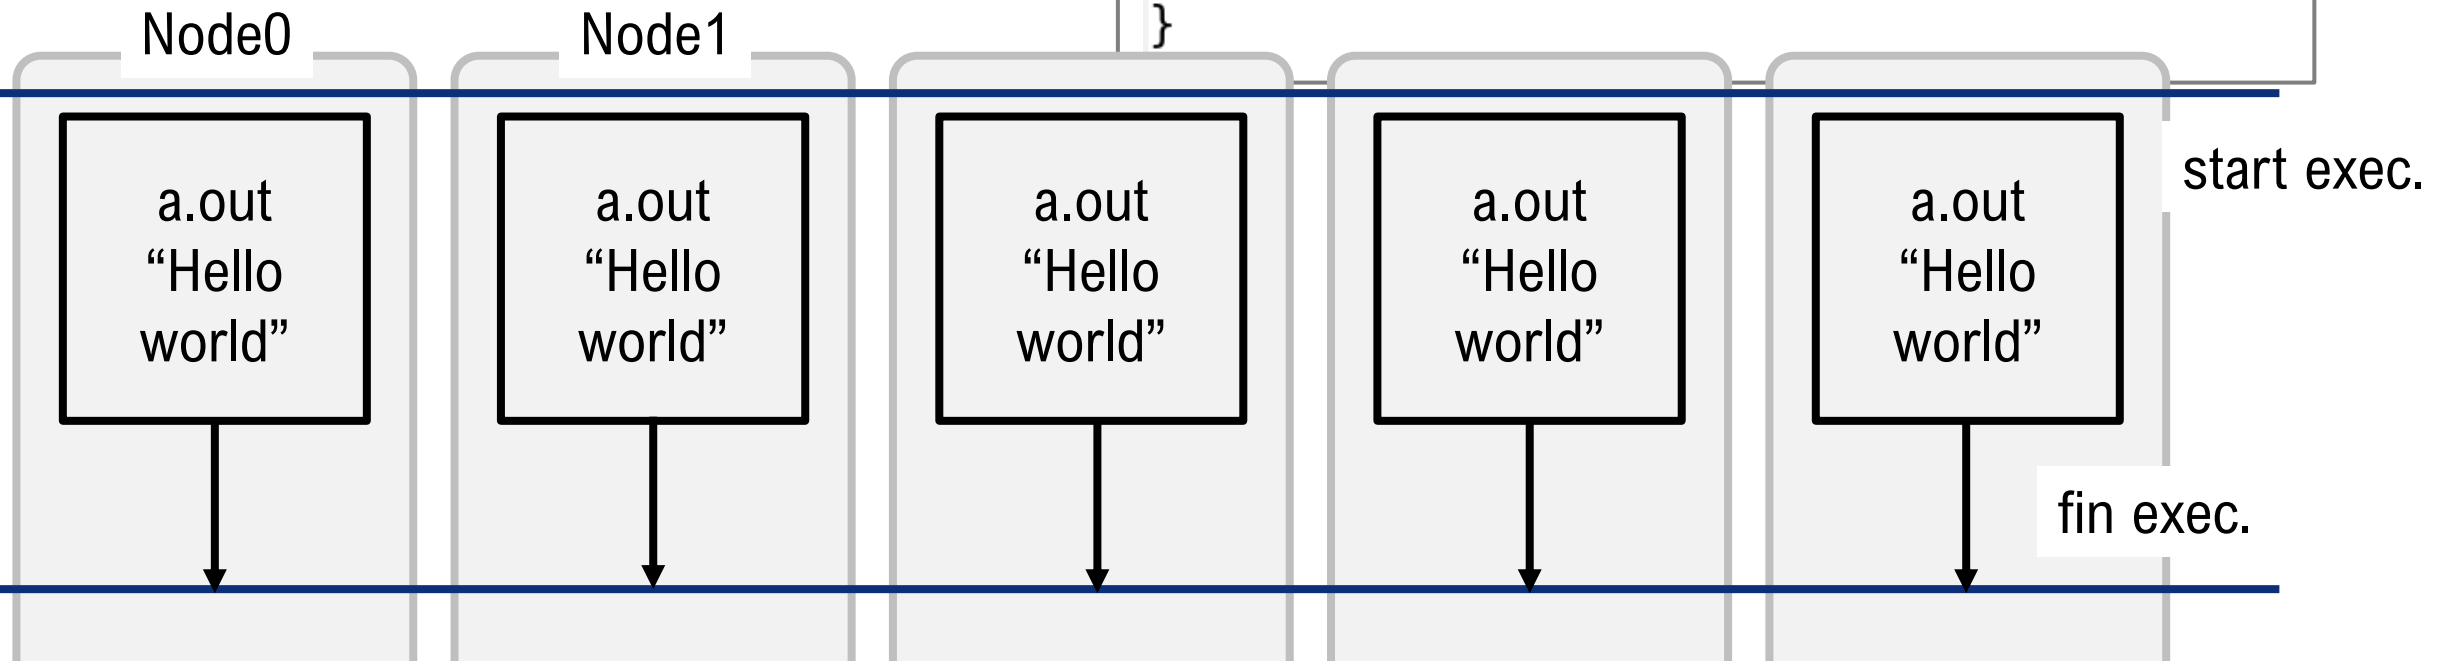 Node0
Node1
}
a.out
“Hello
world”
a.out
“Hello
world”
a.out
“Hello
world”
a.out
“Hello
world”
a.out
“Hello
world”
start exec.
fin exec.